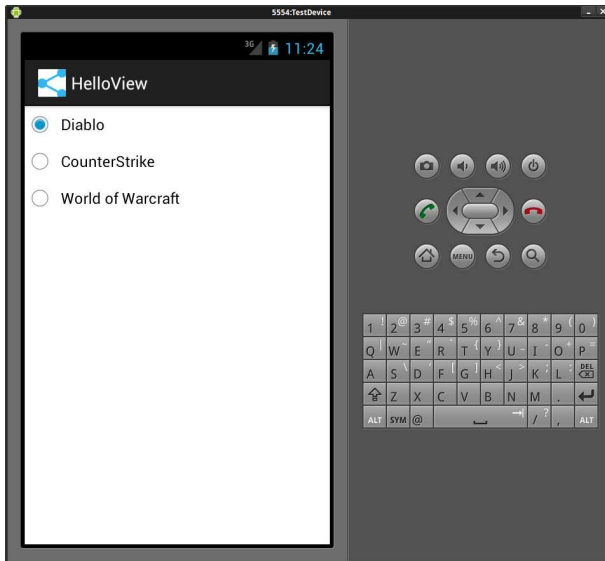 5554:TestDevice
3G 11:24
HelloView
Diablo
CounterStrike
World of Warcraft
MENU
1 ! 2 @ 3 # 4 $ 5 % 6 ^ 7 & 8 * 9 ( 0 )
Q | W ~ E " R ` T { Y } U _ I - O + P =
A S \ D ' F [ G ] H < J > K ; L : DEL
Z X C V B N M .
ALT SYM @ / ? , ALT